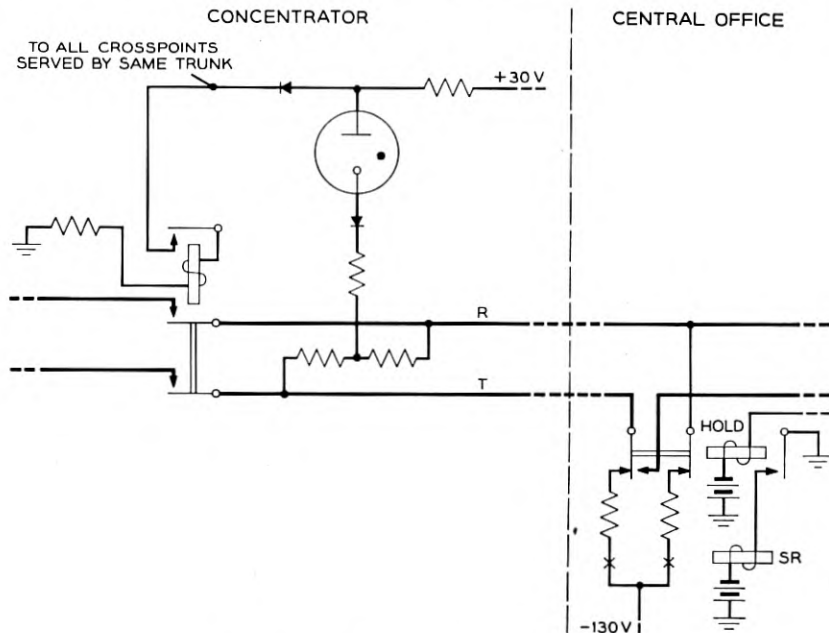 CONCENTRATOR
CENTRAL OFFICE
TO ALL CROSSPOINTS
SERVED BY SAME TRUNK
+30 V
R
T
HOLD
SR
-130 V